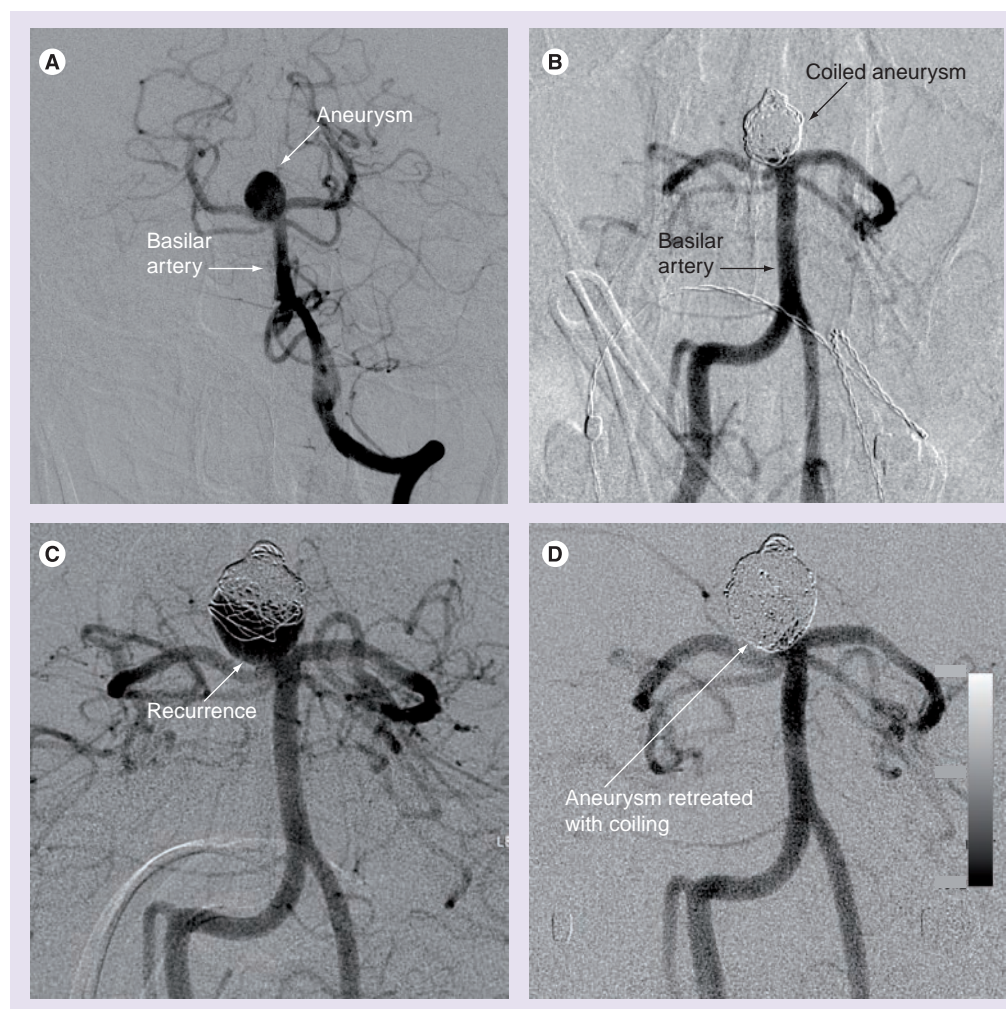 A
Aneurysm
Basilar
artery
B
Coiled aneurysm
Basilar
artery
C
Recurrence
D
Aneurysm retreated
with coiling